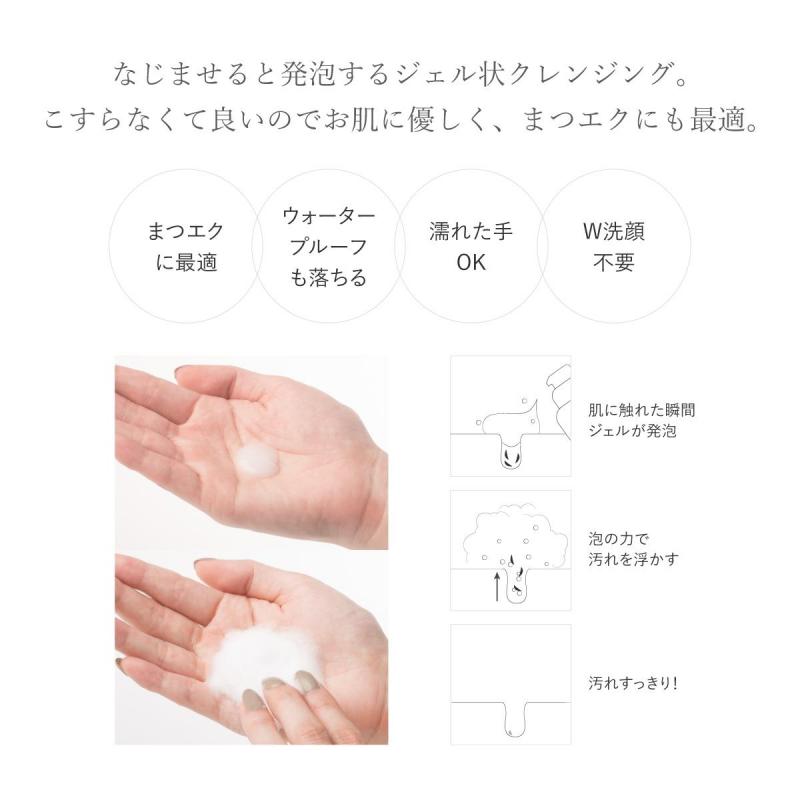 なじませると発泡するジェル状クレンジング。
こすらなくて良いのでお肌に優しく、まつエクにも最適。
まつエク
に最適
ウォーター
プルーフ
も落ちる
濡れた手
OK
W洗顔
不要
肌に触れた瞬間
ジェルが発泡
泡の力で
汚れを浮かす
汚れすっきり!